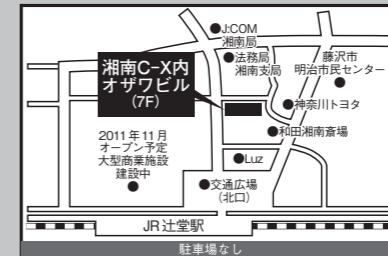 ●J:COM
湘南局
●法務局
湘南支局
藤沢市
明治市民センター
●
湘南C-X内
オザワビル
(7F)
●神奈川トヨタ
●和田湘南斎場
2011年11月
オープン予定
大型商業施設
建設中
●
●Luz
●交通広場
(北口)
JR辻堂駅
駐車場なし